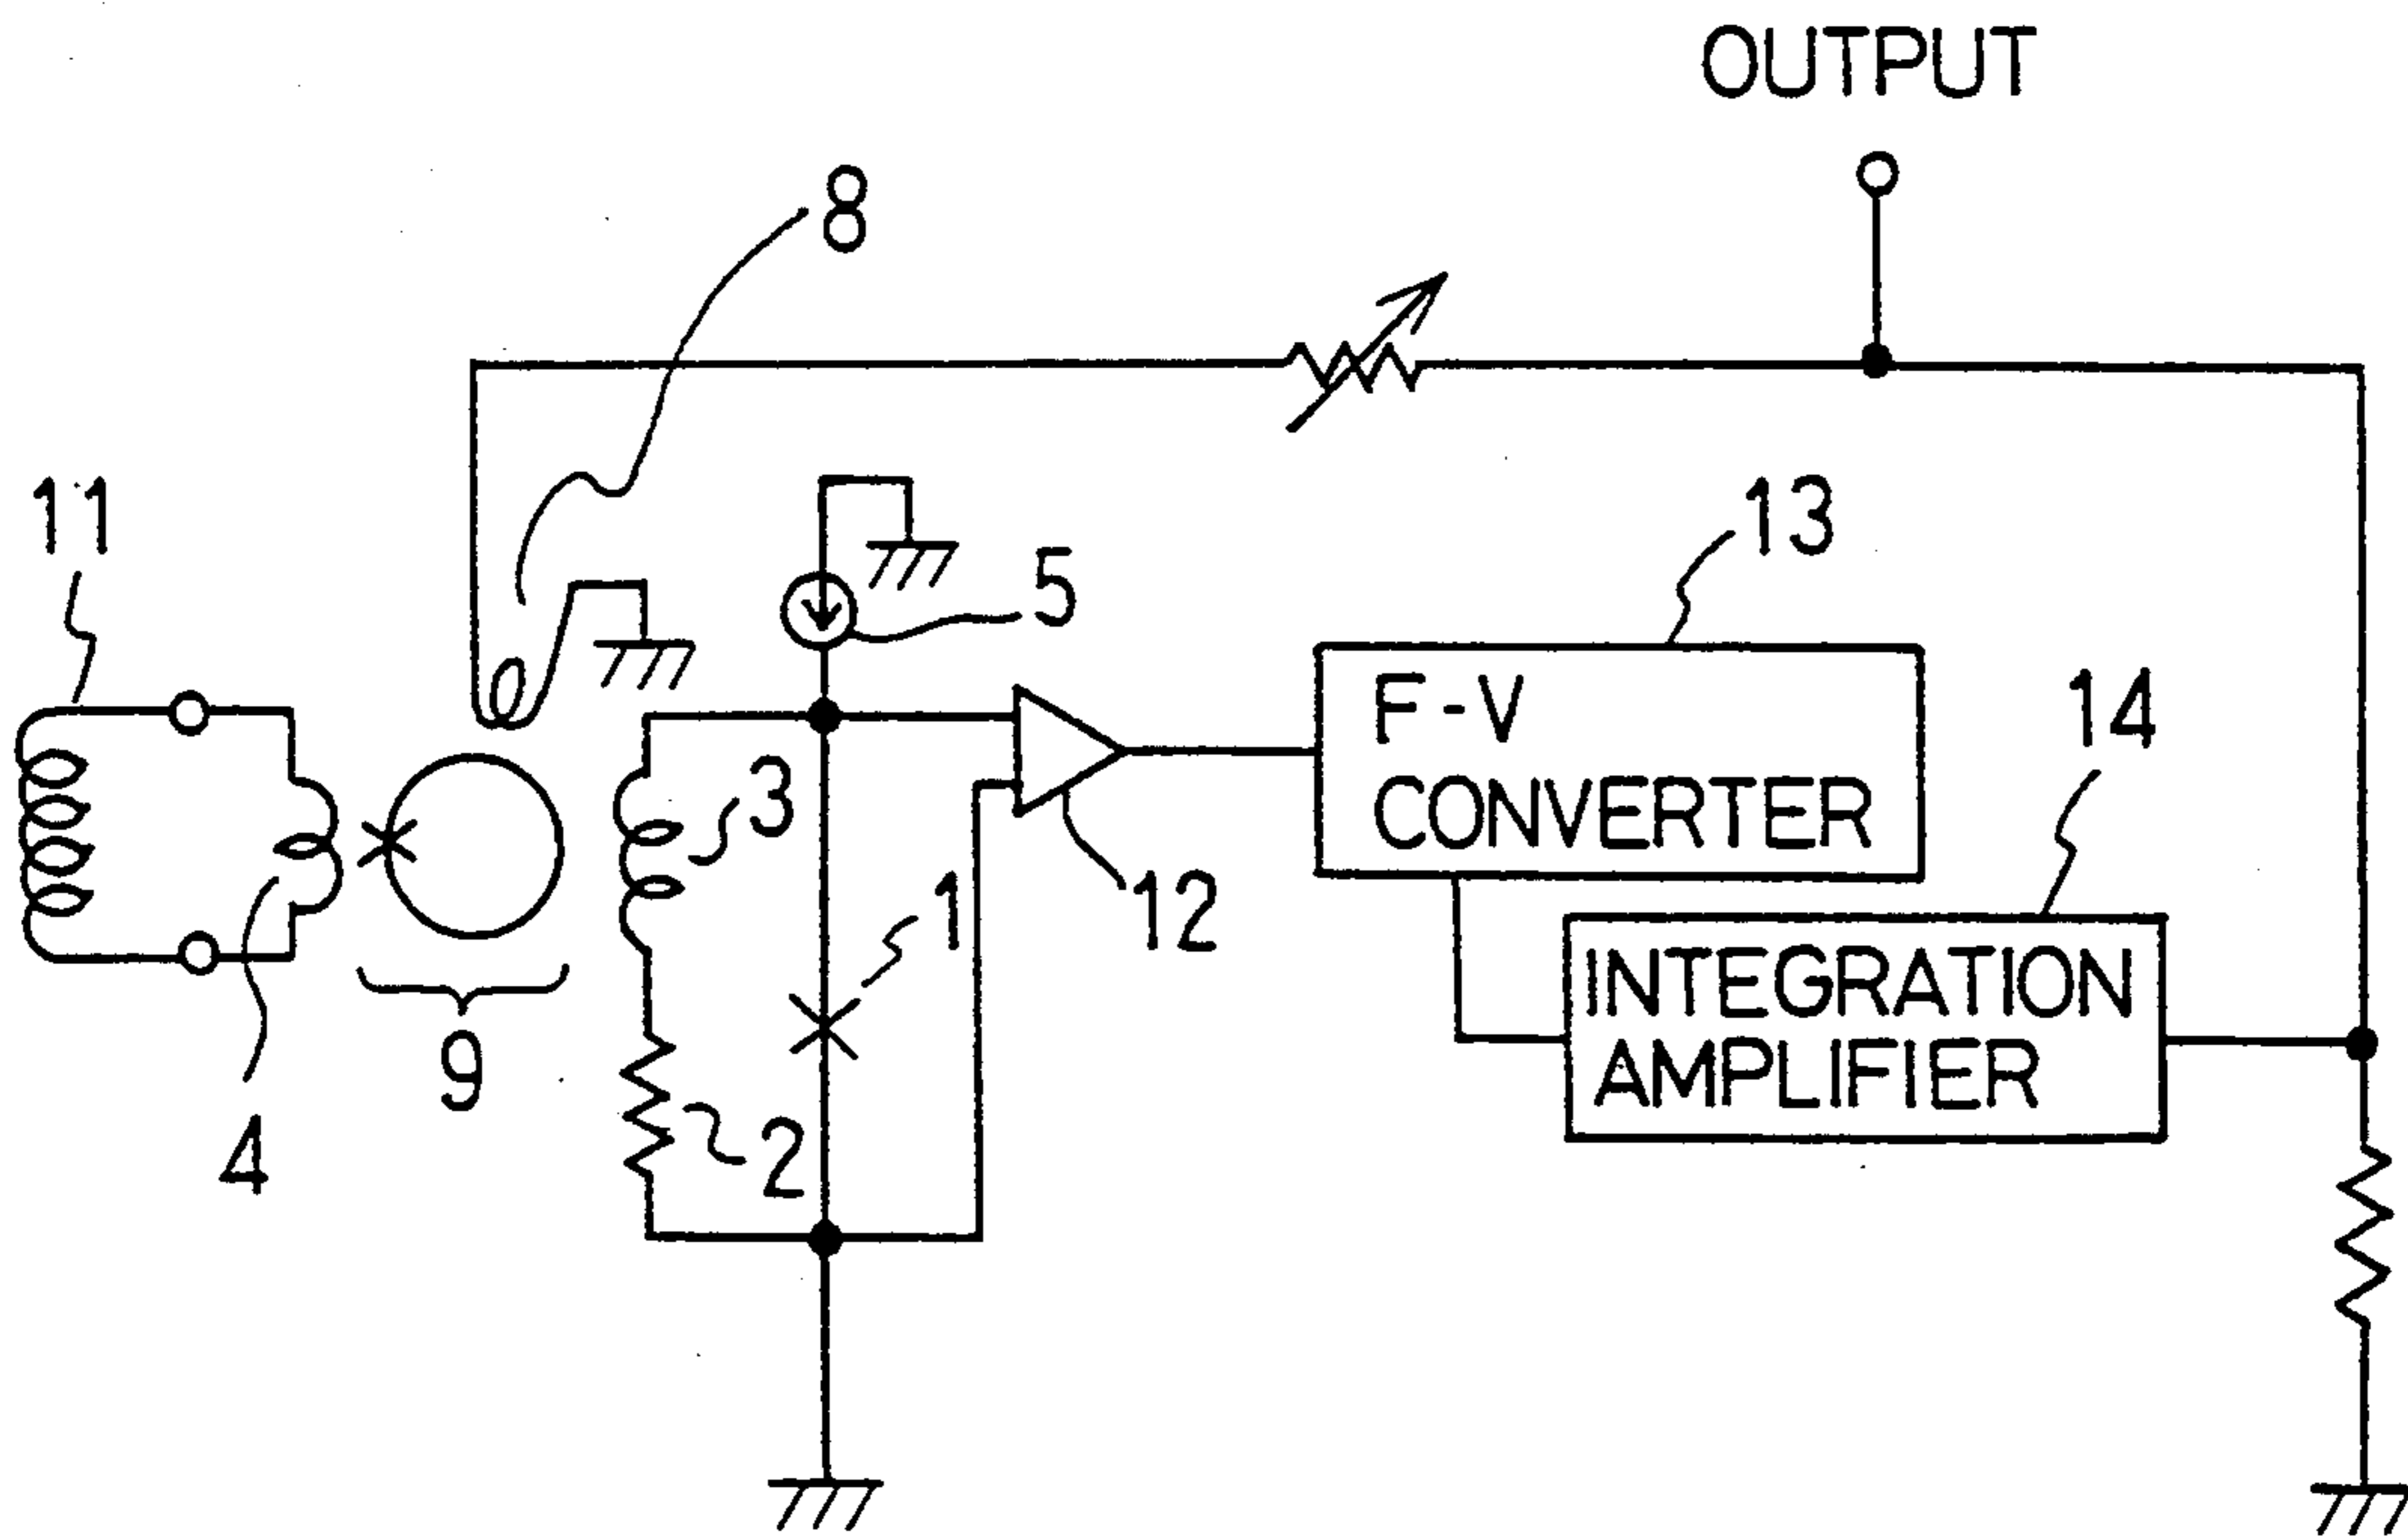 OUTPUT
8
11
5
13
F-V
CONVERTER
14
3
1
12
INTEGRATION
AMPLIFIER
9
4
2